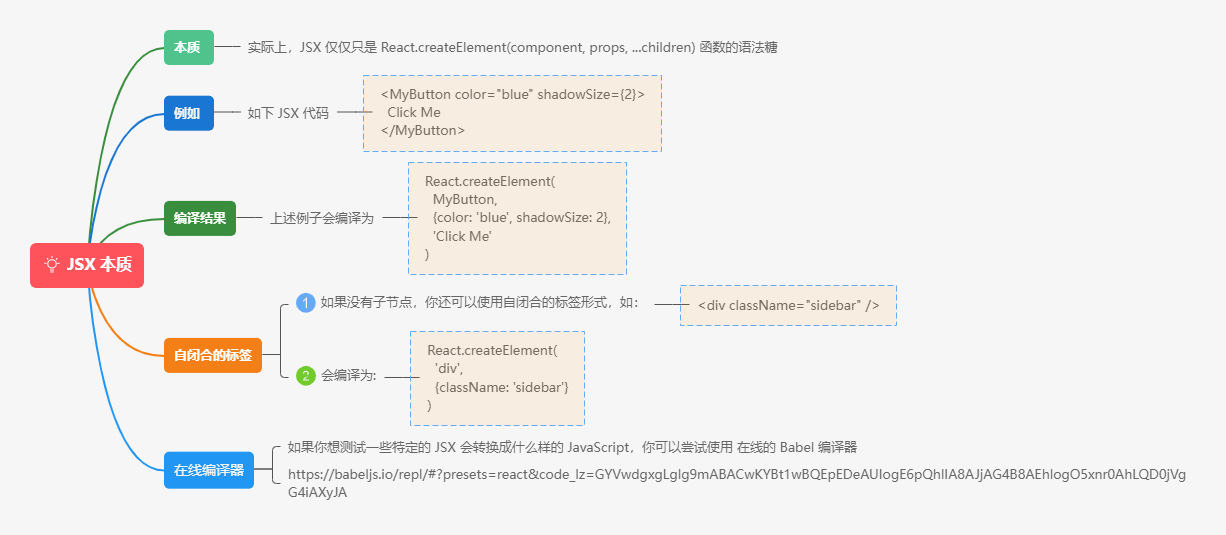 JSX 本质
本质
实际上，JSX 仅仅只是 React.createElement(component, props, ...children) 函数的语法糖
例如
如下 JSX 代码
<MyButton color="blue" shadowSize={2}>
Click Me
</MyButton>
编译结果
上述例子会编译为
React.createElement(
MyButton,
{color: 'blue', shadowSize: 2},
'Click Me'
)
自闭合的标签
1 如果没有子节点，你还可以使用自闭合的标签形式，如：
<div className="sidebar" />
2 会编译为:
React.createElement(
'div',
{className: 'sidebar'}
)
在线编译器
如果你想测试一些特定的 JSX 会转换成什么样的 JavaScript，你可以尝试使用 在线的 Babel 编译器
https://babeljs.io/repl/#?presets=react&code_lz=GYVwdgxgLglg9mABACwKYBt1wBQEpEDeAUIogE6pQhlIA8AJjAG4B8AEhlogO5xnr0AhLQD0jVg
G4iAXyJA